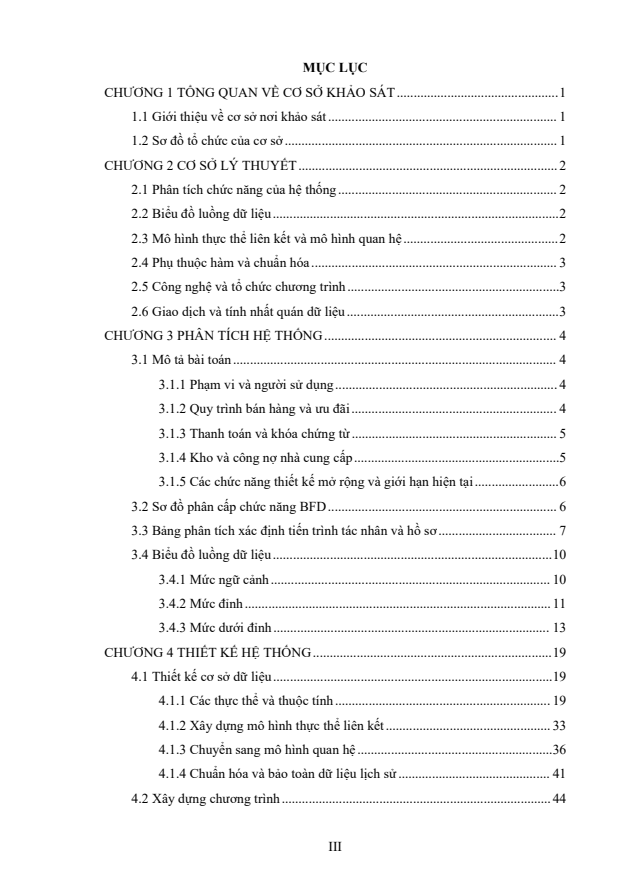 MỤC LỤC
CHƯƠNG 1 TỔNG QUAN VỀ CƠ SỞ KHẢO SÁT 1
1.1 Giới thiệu về cơ sở nơi khảo sát 1
1.2 Sơ đồ tổ chức của cơ sở 1
CHƯƠNG 2 CƠ SỞ LÝ THUYẾT 2
2.1 Phân tích chức năng của hệ thống 2
2.2 Biểu đồ luồng dữ liệu 2
2.3 Mô hình thực thể liên kết và mô hình quan hệ 2
2.4 Phụ thuộc hàm và chuẩn hóa 3
2.5 Công nghệ và tổ chức chương trình 3
2.6 Giao dịch và tính nhất quán dữ liệu 3
CHƯƠNG 3 PHÂN TÍCH HỆ THỐNG 4
3.1 Mô tả bài toán 4
3.1.1 Phạm vi và người sử dụng 4
3.1.2 Quy trình bán hàng và ưu đãi 4
3.1.3 Thanh toán và khóa chứng từ 5
3.1.4 Kho và công nợ nhà cung cấp 5
3.1.5 Các chức năng thiết kế mở rộng và giới hạn hiện tại 6
3.2 Sơ đồ phân cấp chức năng BFD 6
3.3 Bảng phân tích xác định tiến trình tác nhân và hồ sơ 7
3.4 Biểu đồ luồng dữ liệu 10
3.4.1 Mức ngữ cảnh 10
3.4.2 Mức đỉnh 11
3.4.3 Mức dưới đỉnh 13
CHƯƠNG 4 THIẾT KẾ HỆ THỐNG 19
4.1 Thiết kế cơ sở dữ liệu 19
4.1.1 Các thực thể và thuộc tính 19
4.1.2 Xây dựng mô hình thực thể liên kết 33
4.1.3 Chuyển sang mô hình quan hệ 36
4.1.4 Chuẩn hóa và bảo toàn dữ liệu lịch sử 41
4.2 Xây dựng chương trình 44
III